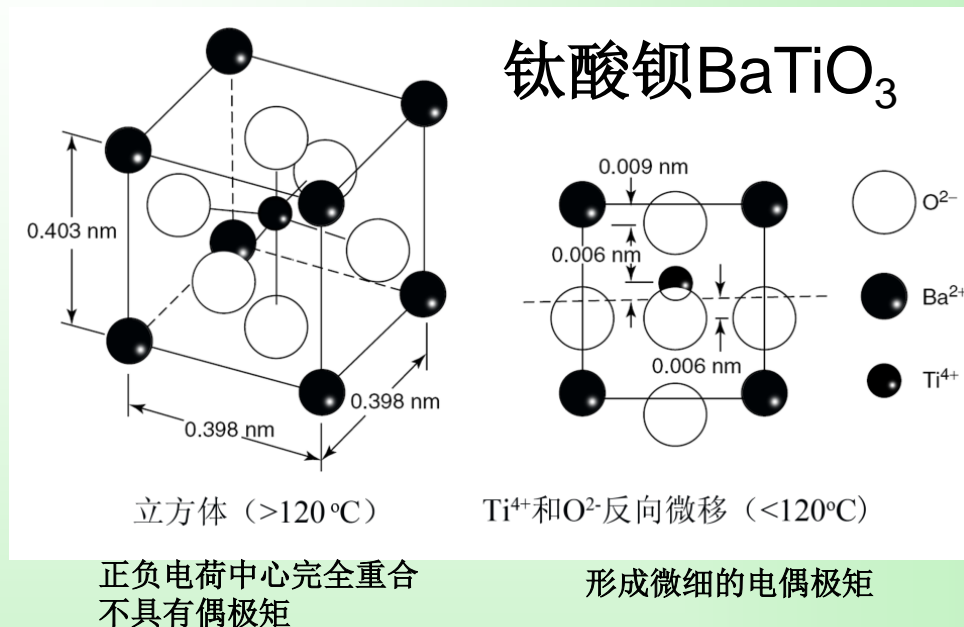 钛酸钡BaTiO₃
0.403 nm
0.398 nm
0.398 nm
0.009 nm
0.006 nm
0.006 nm
O²⁻
Ba²⁺
Ti⁴⁺
立方体（>120 ºC）
Ti⁴⁺和O²⁻反向微移（<120ºC）
正负电荷中心完全重合
不具有偶极矩
形成微细的电偶极矩